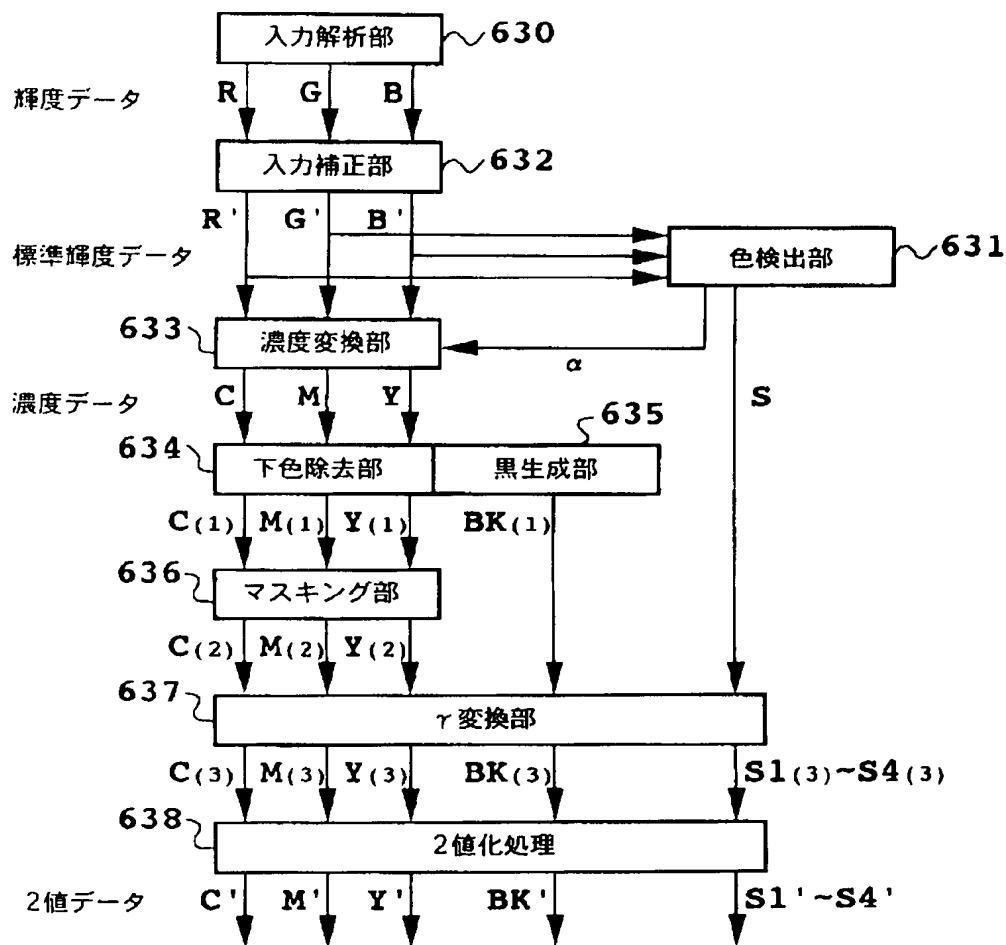 入力解析部 630
輝度データ R G B
入力補正部 632
R' G' B'
標準輝度データ 色検出部 631
633 濃度変換部 α
濃度データ C M Y S
635
634 下色除去部 黒生成部
C(1) M(1) Y(1) BK(1)
636 マスキング部
C(2) M(2) Y(2)
637 γ変換部
C(3) M(3) Y(3) BK(3) S1(3)~S4(3)
638 2値化処理
2値データ C' M' Y' BK' S1'~S4'